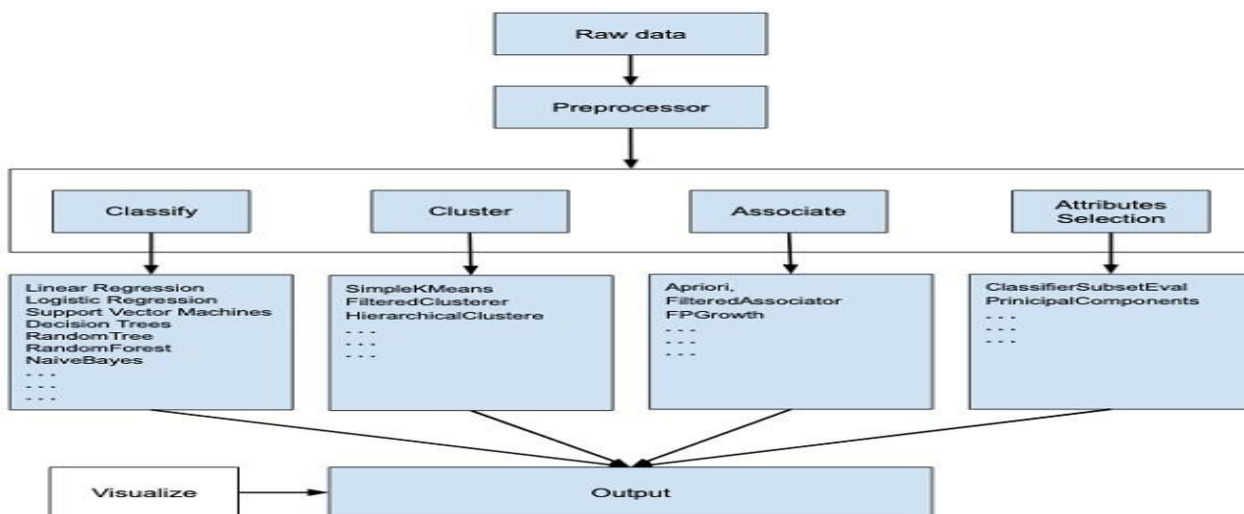 Raw data
Preprocessor
Classify
Cluster
Associate
Attributes
Selection
Linear Regression
Logistic Regression
Support Vector Machines
Decision Trees
RandomTree
RandomForest
NaiveBayes
- - -
- - -
- - -
SimpleKMeans
FilteredClusterer
HierarchicalClustere
- - -
- - -
- - -
Apriori,
FilteredAssociator
FPGrowth
- - -
- - -
- - -
ClassifierSubsetEval
PrinicipalComponents
- - -
- - -
- - -
Visualize
Output